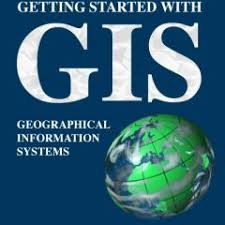 GETTING STARTED WITH
GIS
GEOGRAPHICAL
INFORMATION
SYSTEMS